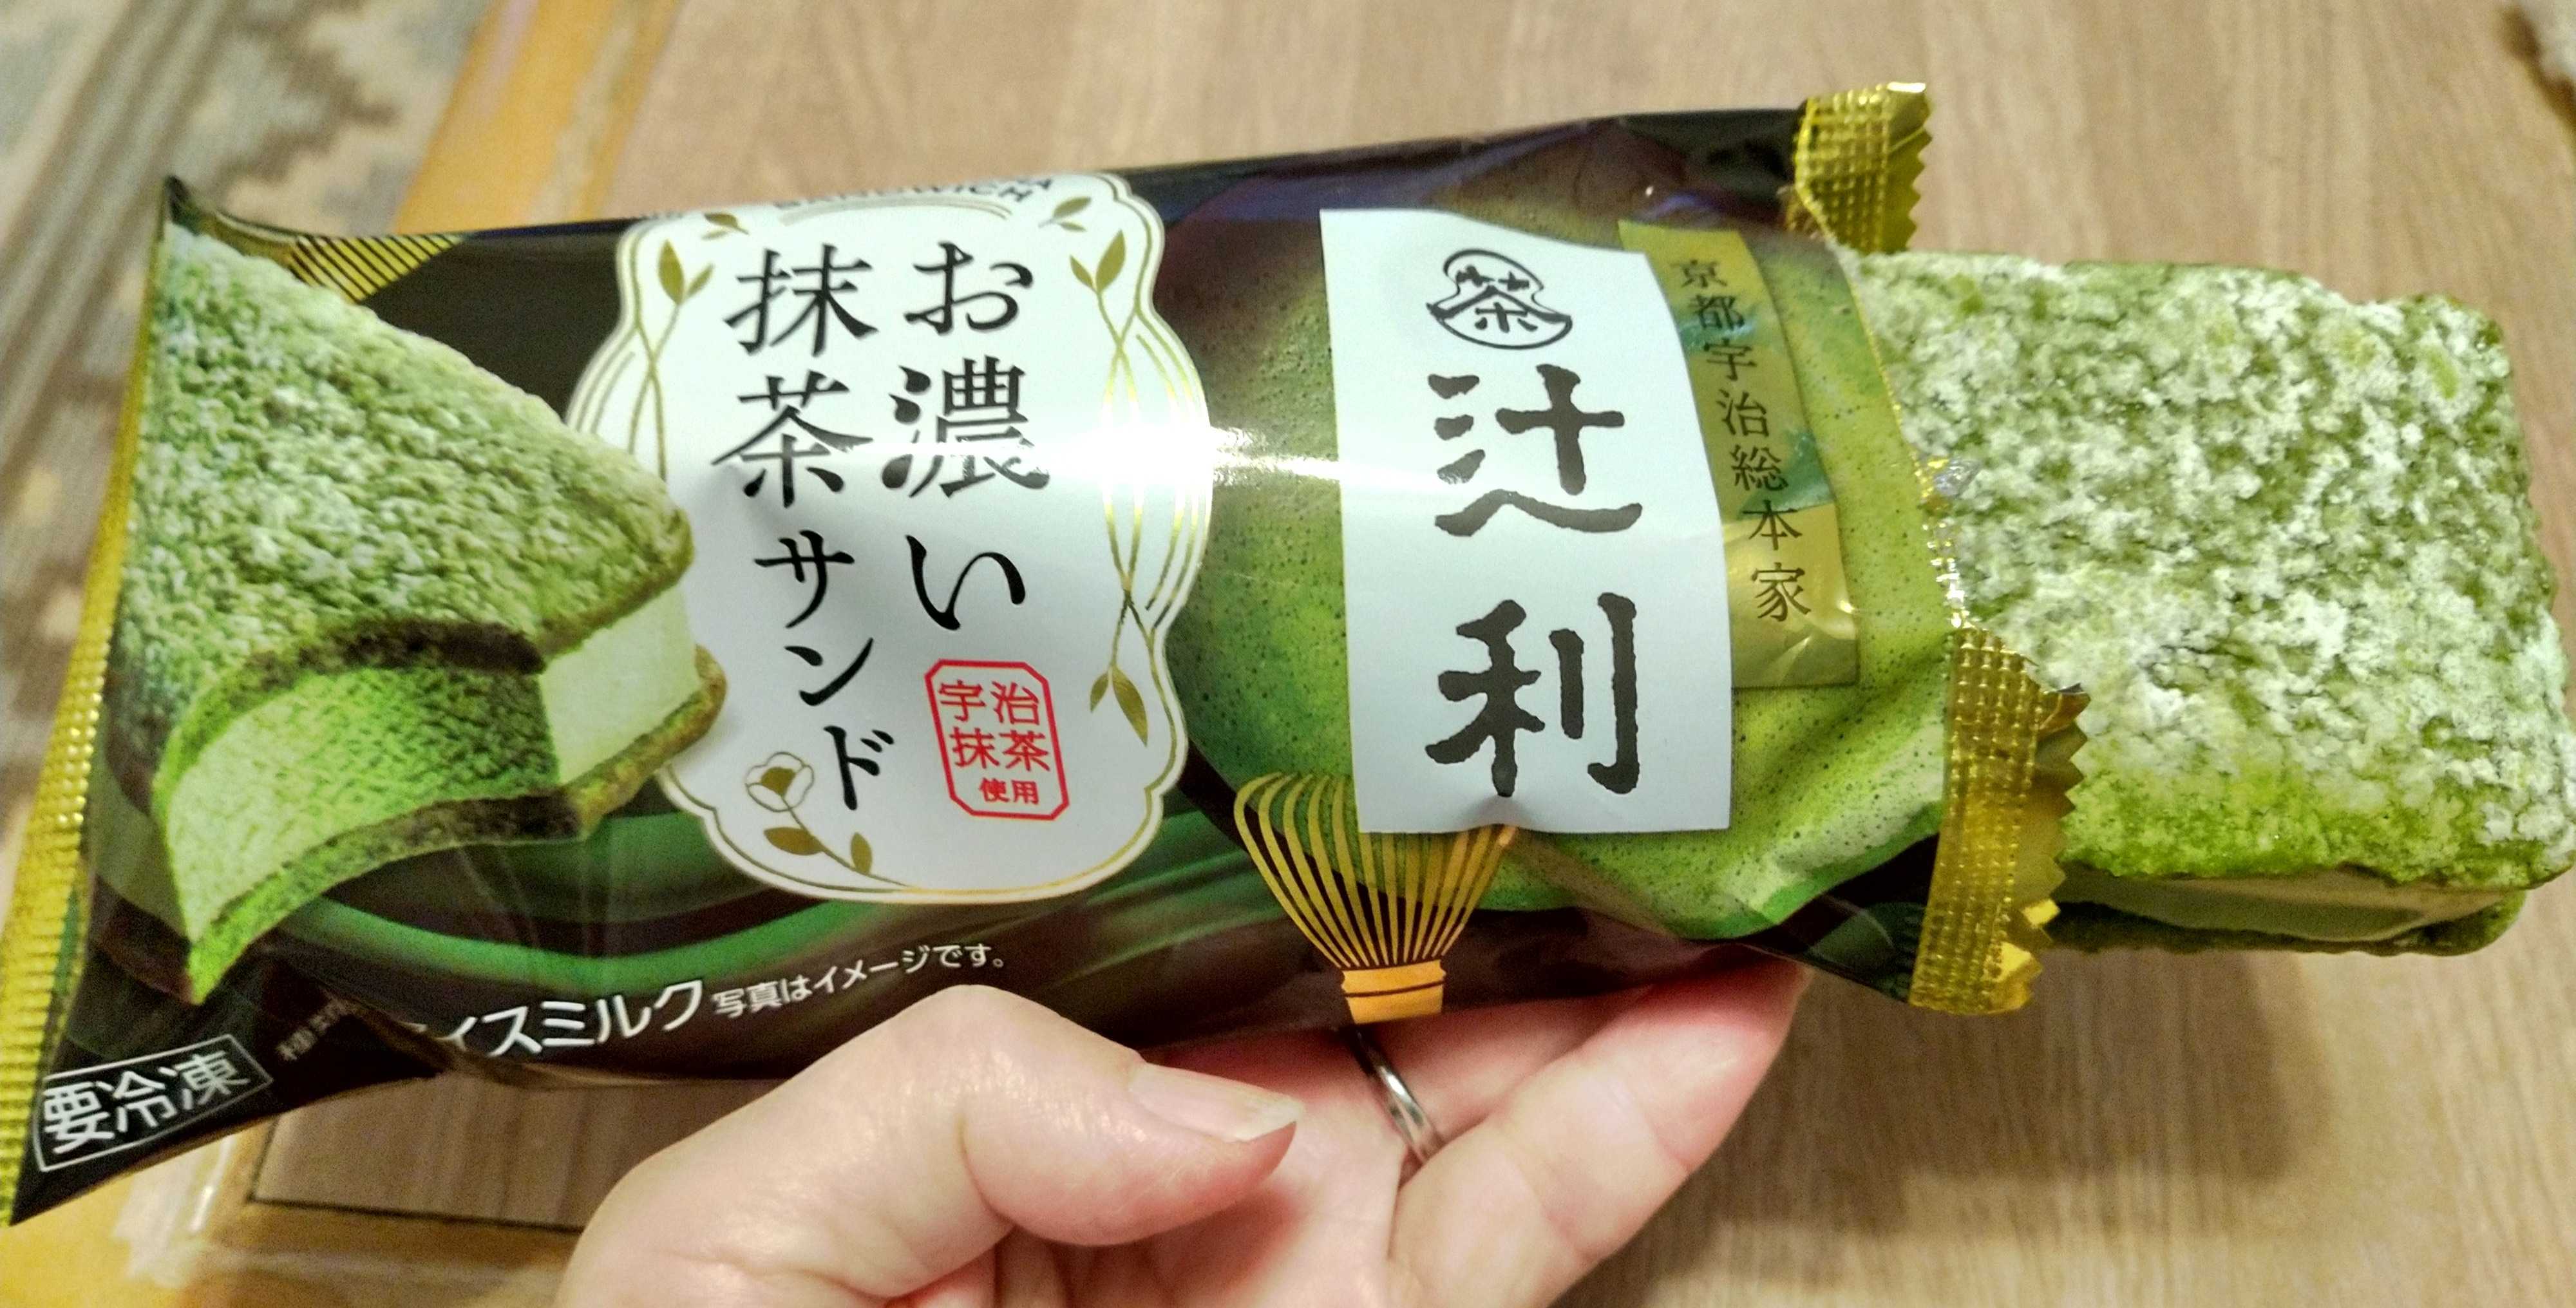 SANDWICH
お濃い
抹茶サンド
宇治
抹茶
使用
茶
辻利
京都宇治総本家
イスミルク
写真はイメージです。
要冷凍